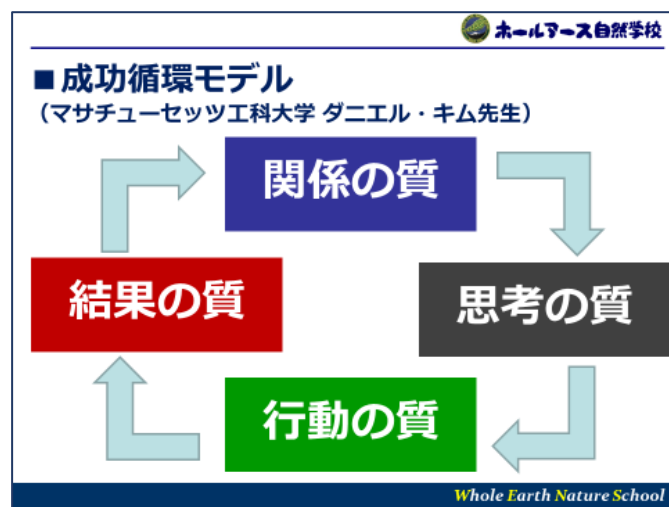 ホールアース自然学校
■成功循環モデル
（マサチューセッツ工科大学 ダニエル・キム先生）
関係の質
結果の質
思考の質
行動の質
Whole Earth Nature School